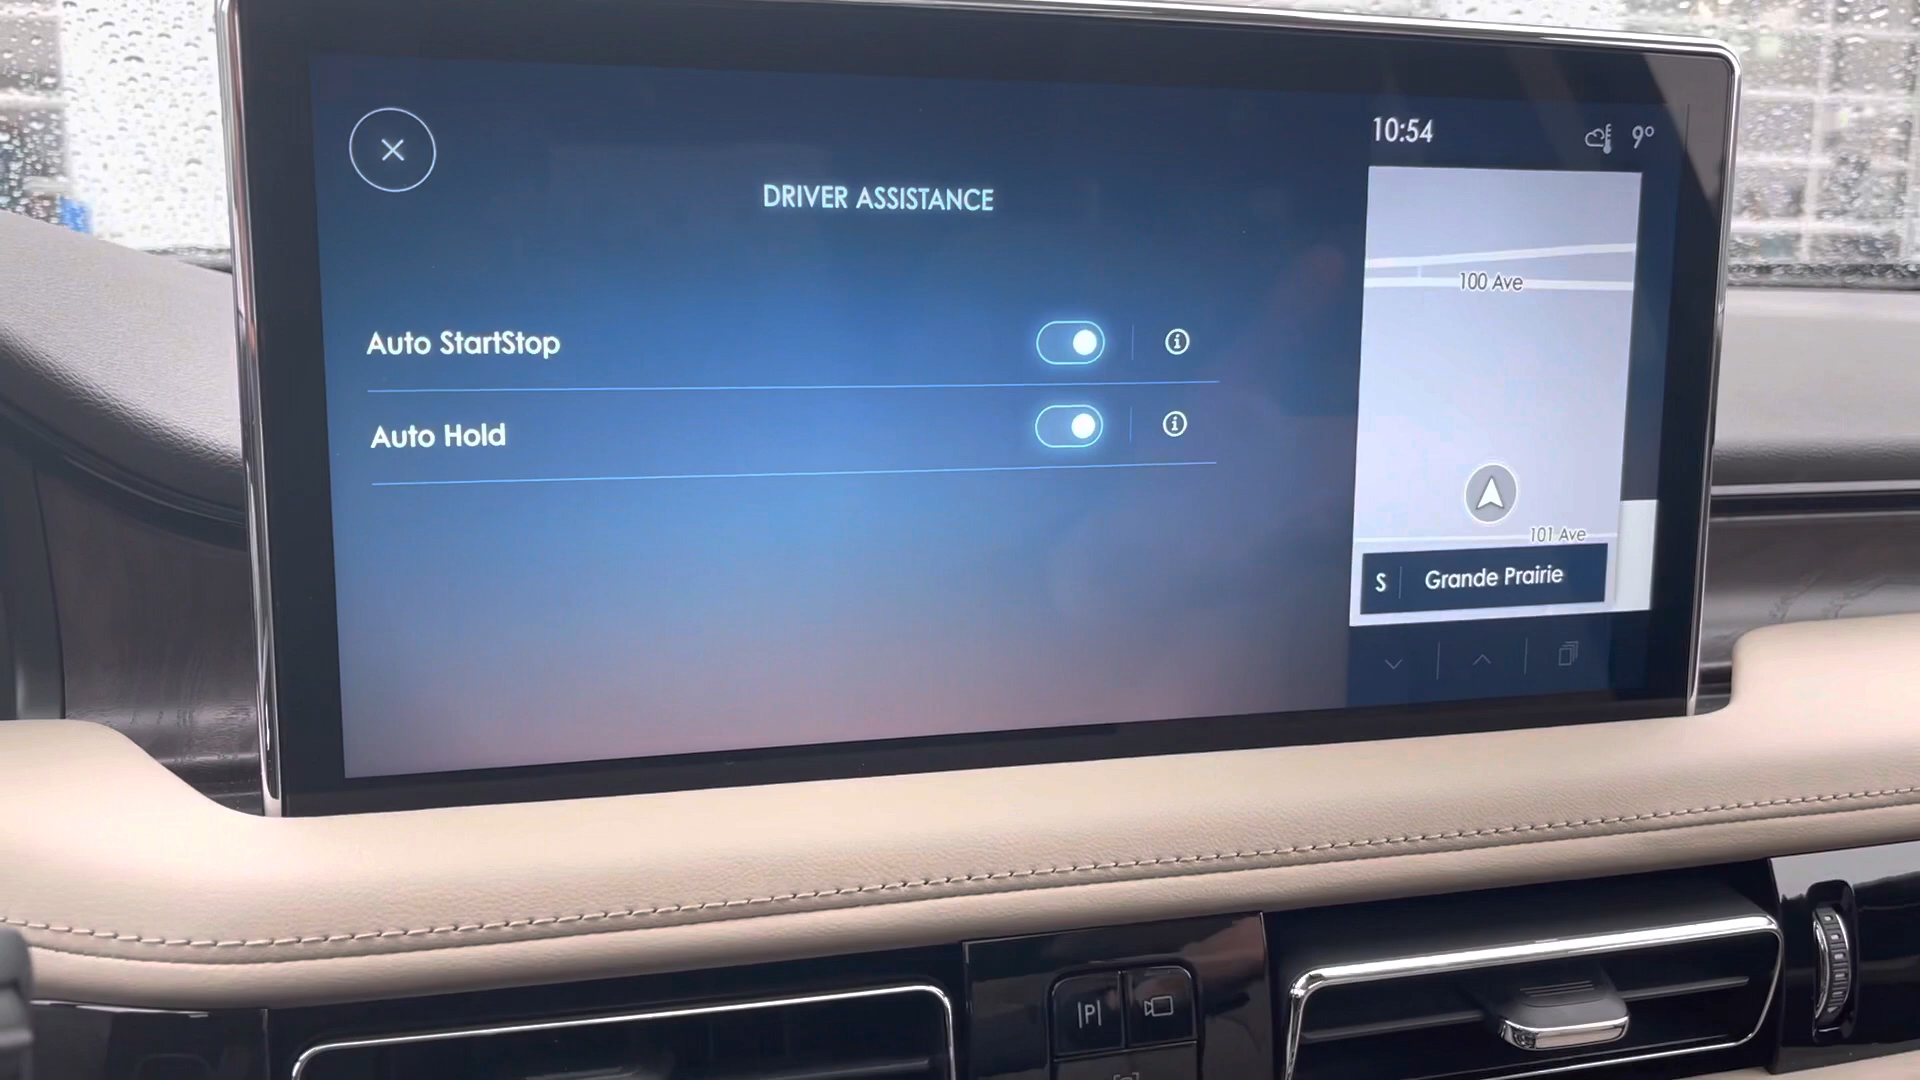 DRIVER ASSISTANCE
Auto StartStop
Auto Hold
10:54
9°
100 Ave
101 Ave
S Grande Prairie
P